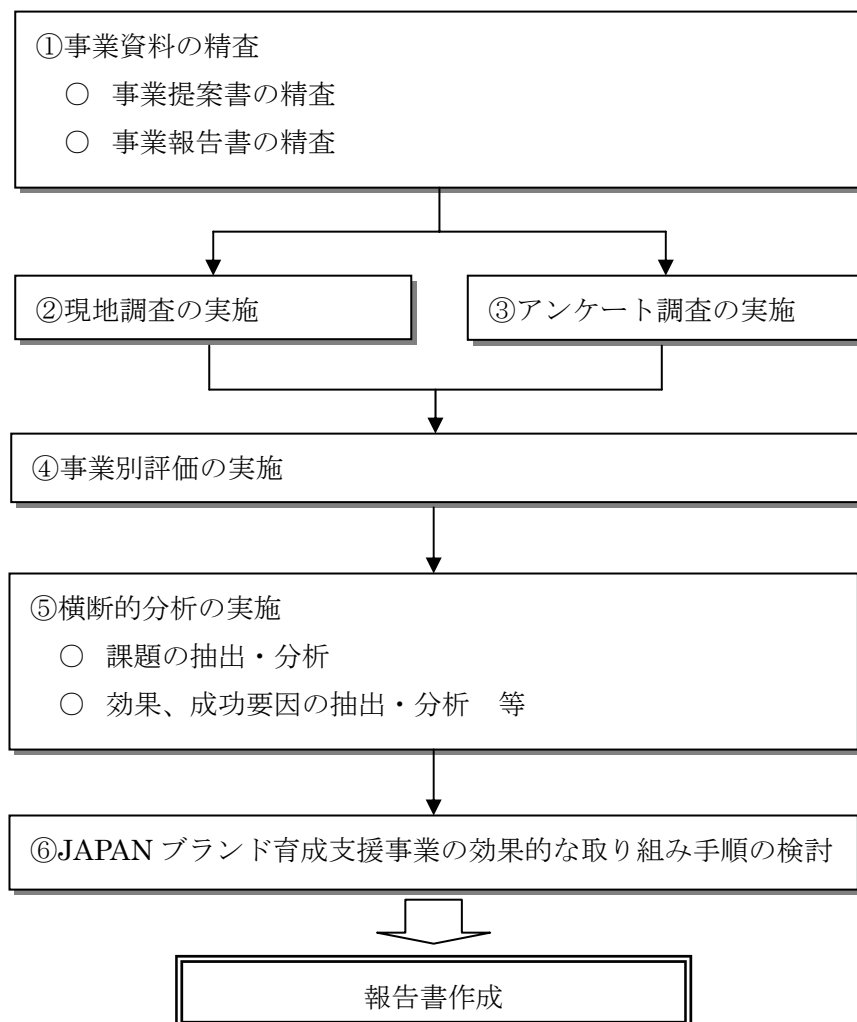 ①事業資料の精査
○ 事業提案書の精査
○ 事業報告書の精査
②現地調査の実施
③アンケート調査の実施
④事業別評価の実施
⑤横断的分析の実施
○ 課題の抽出・分析
○ 効果、成功要因の抽出・分析　等
⑥JAPAN ブランド育成支援事業の効果的な取り組み手順の検討
報告書作成